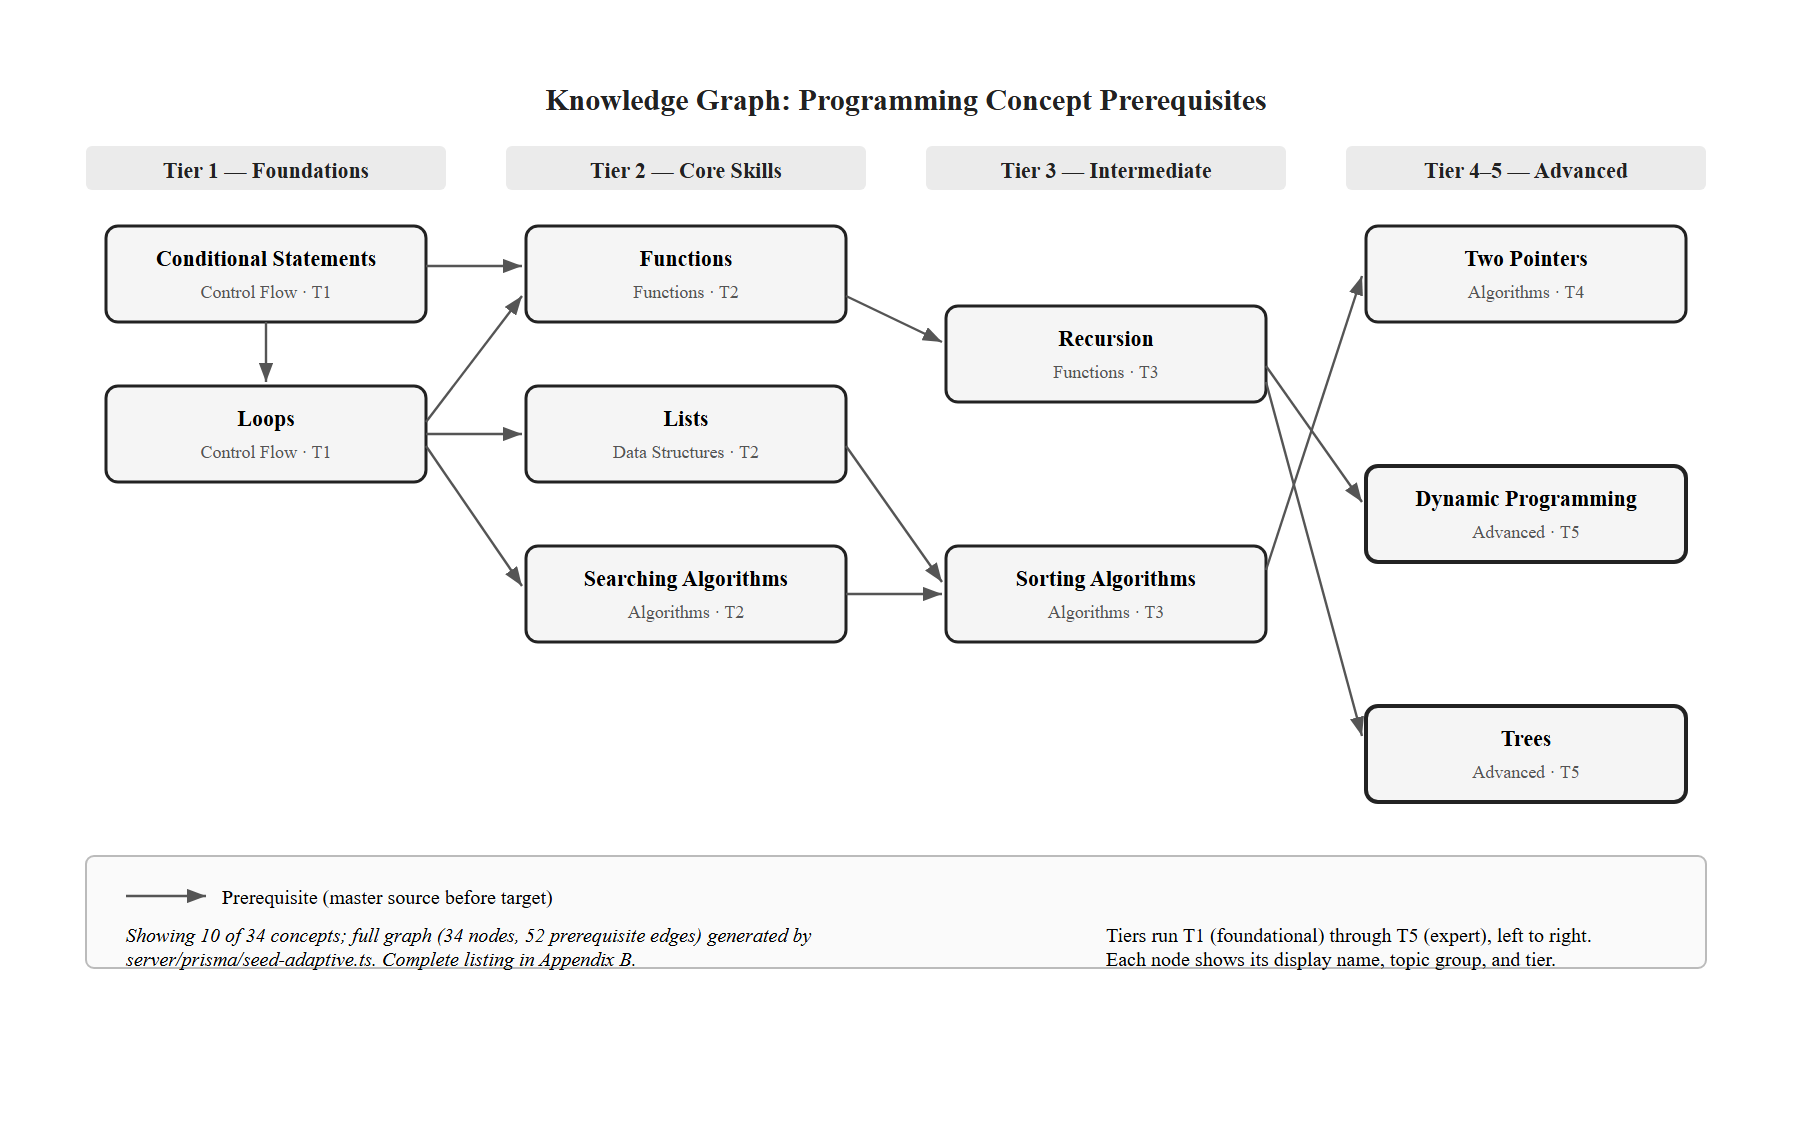 Knowledge Graph: Programming Concept Prerequisites
Tier 1 — Foundations
Tier 2 — Core Skills
Tier 3 — Intermediate
Tier 4–5 — Advanced
Conditional Statements
Control Flow · T1
Loops
Control Flow · T1
Functions
Functions · T2
Lists
Data Structures · T2
Searching Algorithms
Algorithms · T2
Recursion
Functions · T3
Sorting Algorithms
Algorithms · T3
Two Pointers
Algorithms · T4
Dynamic Programming
Advanced · T5
Trees
Advanced · T5
Prerequisite (master source before target)
Showing 10 of 34 concepts; full graph (34 nodes, 52 prerequisite edges) generated by
server/prisma/seed-adaptive.ts. Complete listing in Appendix B.
Tiers run T1 (foundational) through T5 (expert), left to right.
Each node shows its display name, topic group, and tier.